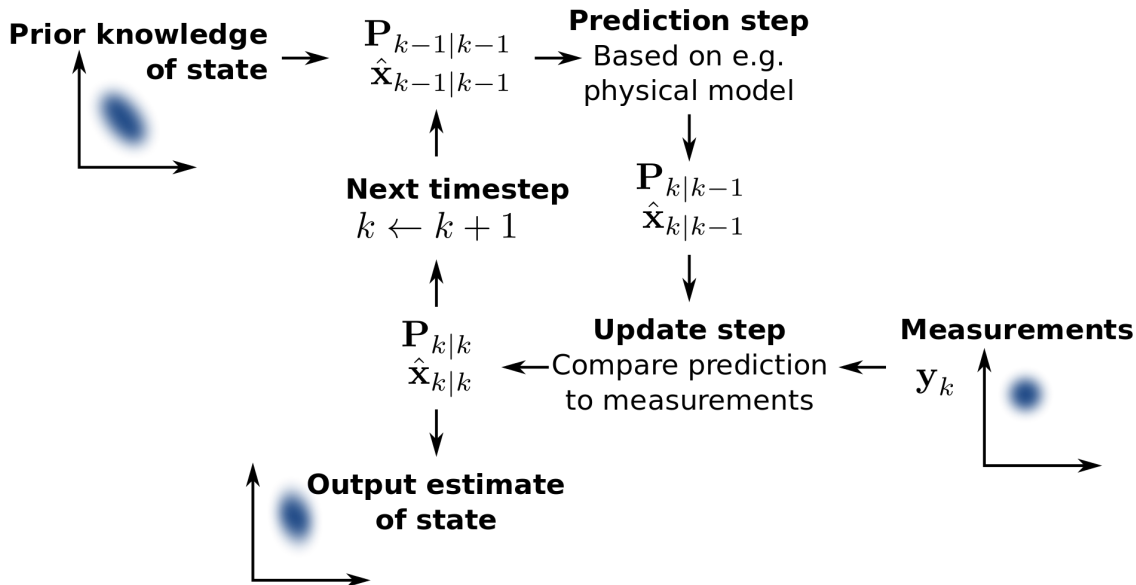 Prior knowledge
of state
P_{k−1|k−1}
x̂_{k−1|k−1}
Prediction step
Based on e.g.
physical model
P_{k|k−1}
x̂_{k|k−1}
Next timestep
k ← k + 1
P_{k|k}
x̂_{k|k}
Update step
Compare prediction
to measurements
Measurements
y_k
Output estimate
of state